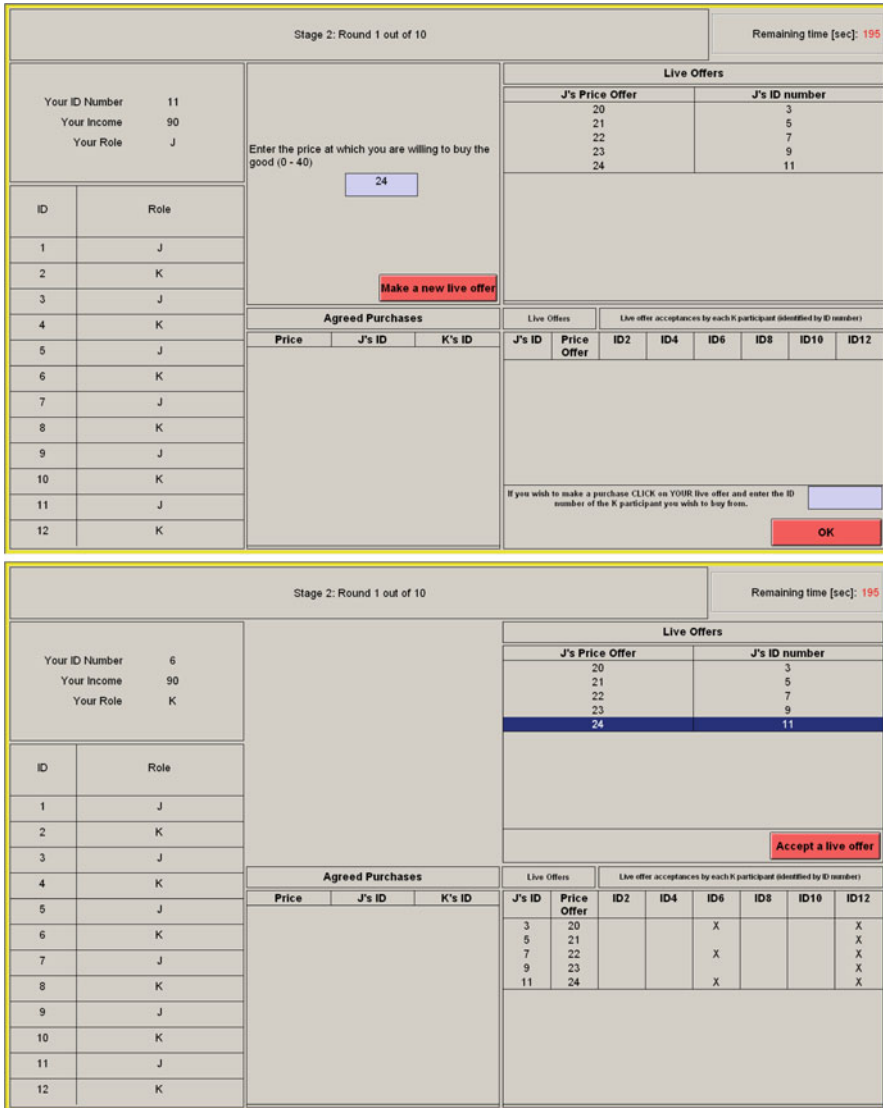 Stage 2: Round 1 out of 10
Remaining time [sec]: 195
Your ID Number 11
Your Income 90
Your Role J
ID Role
1 J
2 K
3 J
4 K
5 J
6 K
7 J
8 K
9 J
10 K
11 J
12 K
Enter the price at which you are willing to buy the
good (0 - 40)
24
Make a new live offer
Live Offers
J's Price Offer J's ID number
20 3
21 5
22 7
23 9
24 11
Agreed Purchases
Price J's ID K's ID
Live Offers Live offer acceptances by each K participant (identified by ID number)
J's ID Price Offer ID2 ID4 ID6 ID8 ID10 ID12
If you wish to make a purchase CLICK on YOUR live offer and enter the ID
number of the K participant you wish to buy from.
OK
Stage 2: Round 1 out of 10
Remaining time [sec]: 195
Your ID Number 6
Your Income 90
Your Role K
ID Role
1 J
2 K
3 J
4 K
5 J
6 K
7 J
8 K
9 J
10 K
11 J
12 K
Live Offers
J's Price Offer J's ID number
20 3
21 5
22 7
23 9
24 11
Accept a live offer
Agreed Purchases
Price J's ID K's ID
Live Offers Live offer acceptances by each K participant (identified by ID number)
J's ID Price Offer ID2 ID4 ID6 ID8 ID10 ID12
3 20 X X
5 21 X
7 22 X X
9 23 X
11 24 X X